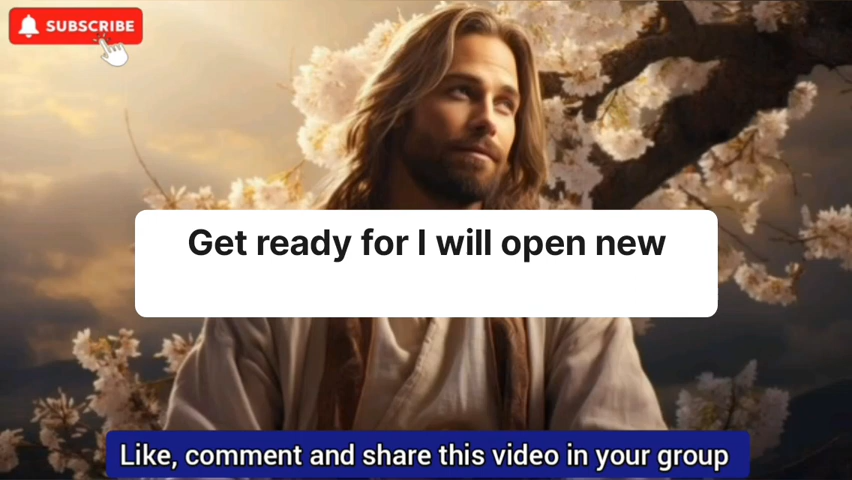 SUBSCRIBE
Get ready for I will open new
Like, comment and share this video in your group